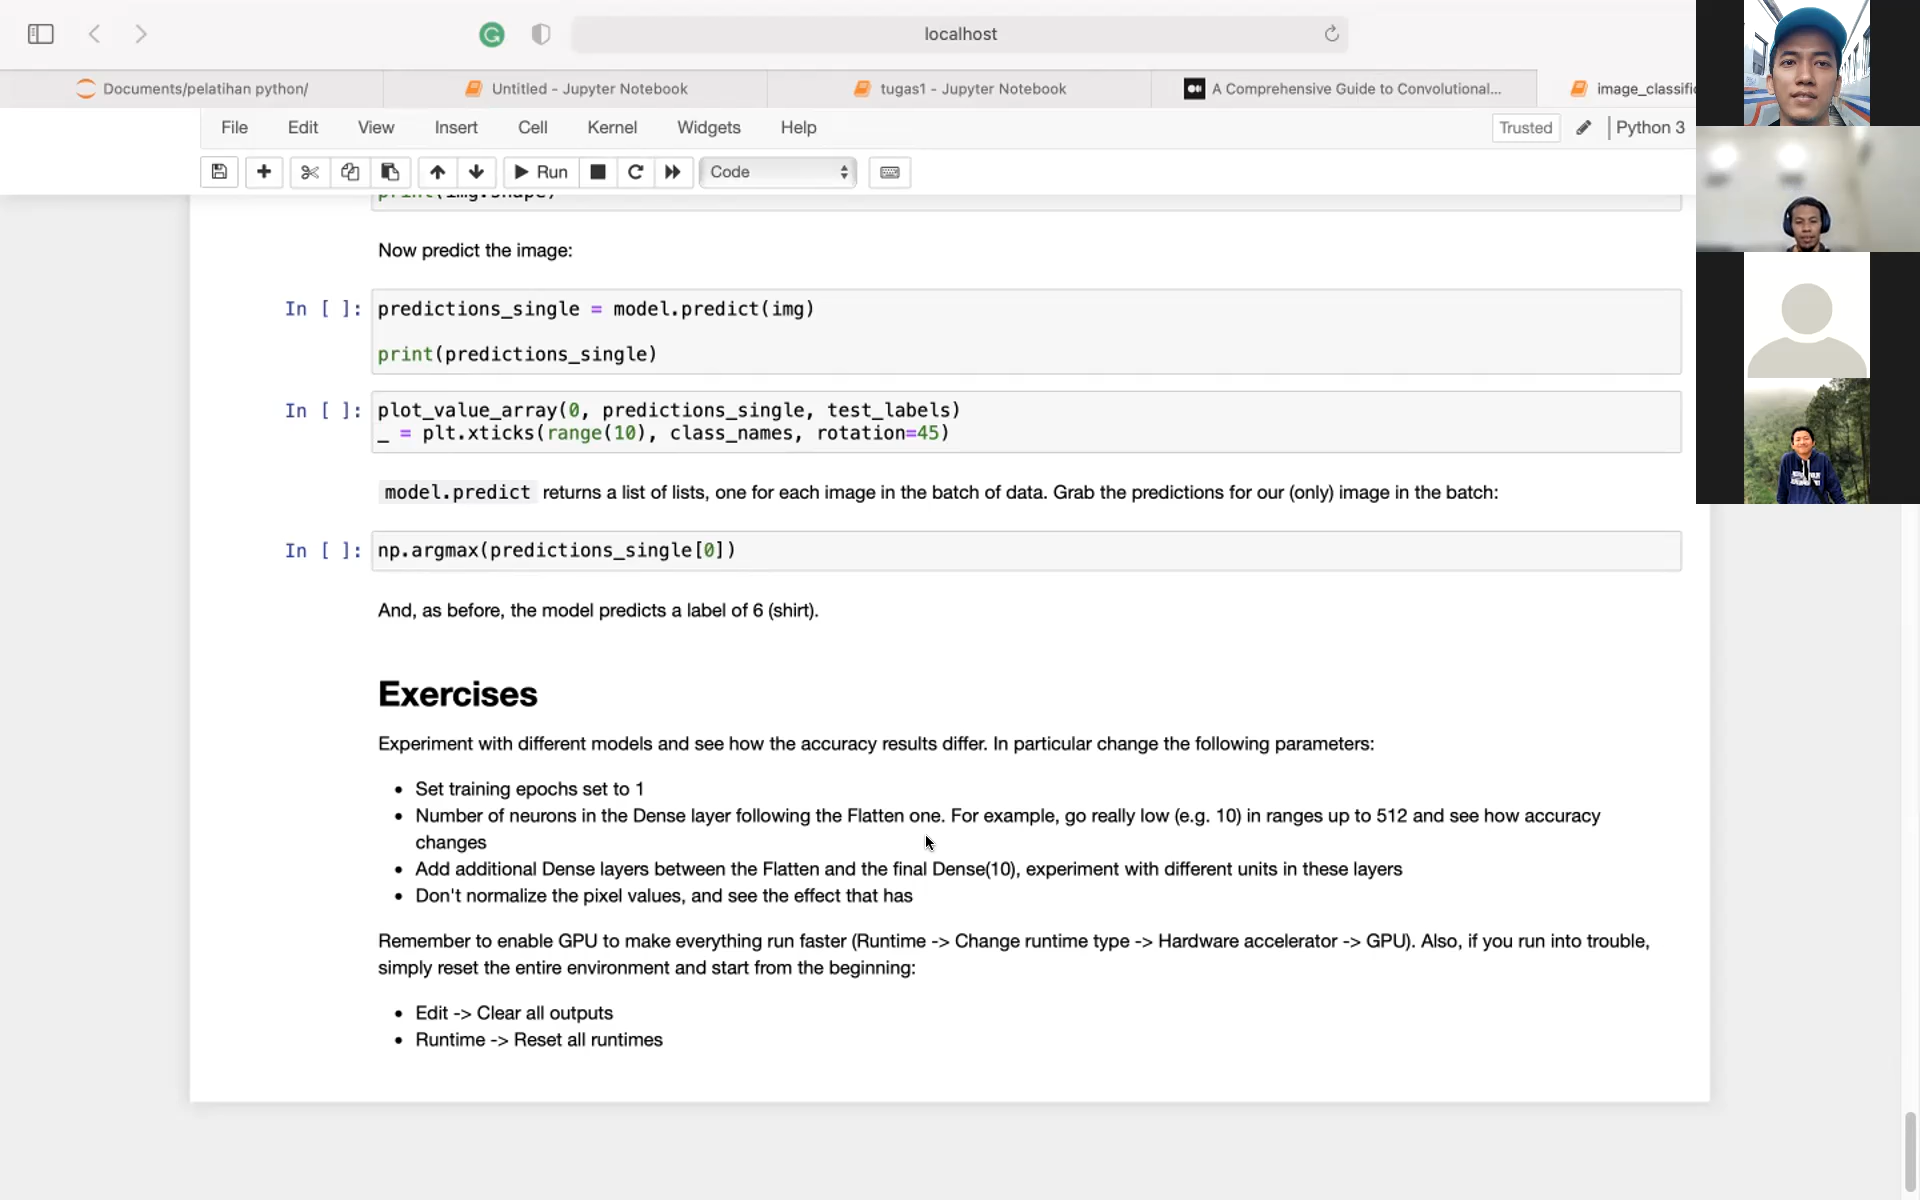 localhost
Documents/pelatihan python/
Untitled - Jupyter Notebook
tugas1 - Jupyter Notebook
A Comprehensive Guide to Convolutional...
image_classifi
File Edit View Insert Cell Kernel Widgets Help
Trusted
Python 3
Run
Code
print(img.shape)
Now predict the image:
In [ ]: predictions_single = model.predict(img)
print(predictions_single)
In [ ]: plot_value_array(0, predictions_single, test_labels)
_ = plt.xticks(range(10), class_names, rotation=45)
model.predict returns a list of lists, one for each image in the batch of data. Grab the predictions for our (only) image in the batch:
In [ ]: np.argmax(predictions_single[0])
And, as before, the model predicts a label of 6 (shirt).
Exercises
Experiment with different models and see how the accuracy results differ. In particular change the following parameters:
• Set training epochs set to 1
• Number of neurons in the Dense layer following the Flatten one. For example, go really low (e.g. 10) in ranges up to 512 and see how accuracy
changes
• Add additional Dense layers between the Flatten and the final Dense(10), experiment with different units in these layers
• Don't normalize the pixel values, and see the effect that has
Remember to enable GPU to make everything run faster (Runtime -> Change runtime type -> Hardware accelerator -> GPU). Also, if you run into trouble,
simply reset the entire environment and start from the beginning:
• Edit -> Clear all outputs
• Runtime -> Reset all runtimes